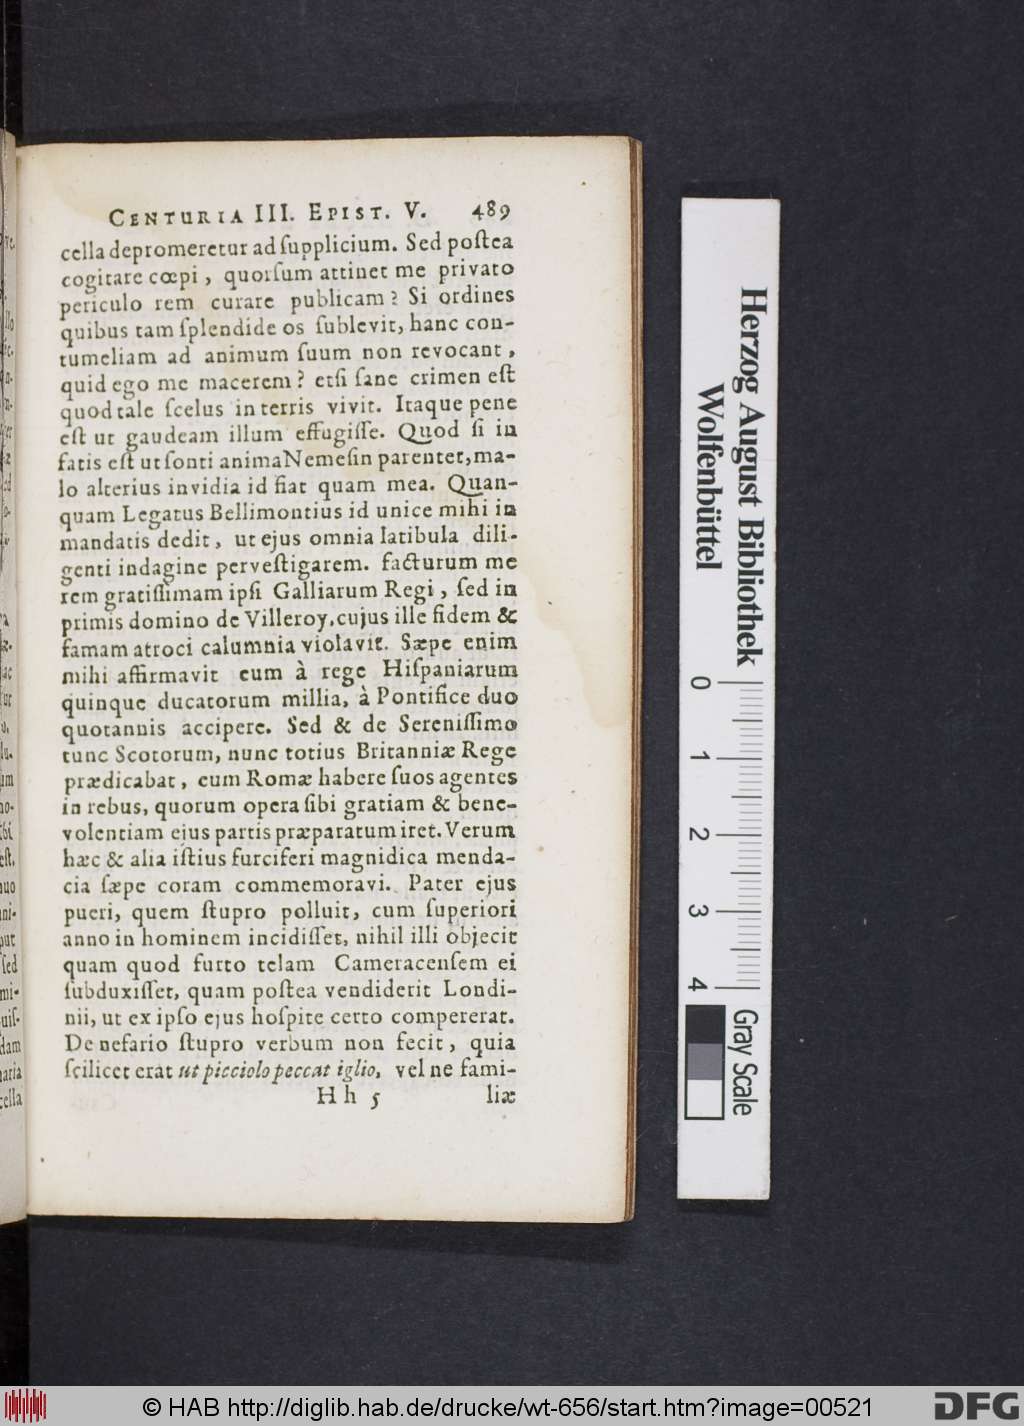 CENTURIA III. EPIST. V. 489
cella depromeretur ad ſupplicium. Sed poſtea
cogitare cœpi, quorſum attinet me privato
periculo rem curare publicam? Si ordines
quibus tam ſplendide os ſublevit, hanc con-
tumeliam ad animum ſuum non revocant,
quid ego me macerem? etſi ſane crimen eſt
quod tale ſcelus in terris vivit. Itaque pene
eſt ut gaudeam illum effugiſſe. Quod ſi in
fatis eſt ut ſonti anima Nemeſin parentet, ma-
lo alterius invidia id fiat quam mea. Quan-
quam Legatus Bellimontius id unice mihi in
mandatis dedit, ut ejus omnia latibula dili-
genti indagine perveſtigarem. facturum me
rem gratiſſimam ipſi Galliarum Regi, ſed in
primis domino de Villeroy, cujus ille fidem &
famam atroci calumnia violavit. Sæpe enim
mihi affirmavit eum à rege Hiſpaniarum
quinque ducatorum millia, à Pontifice duo
quotannis accipere. Sed & de Sereniſſimo
tunc Scotorum, nunc totius Britanniæ Rege
prædicabat, eum Romæ habere ſuos agentes
in rebus, quorum opera ſibi gratiam & bene-
volentiam ejus partis præparatum iret. Verum
hæc & alia iſtius furciferi magnidica menda-
cia ſæpe coram commemoravi. Pater ejus
pueri, quem ſtupro polluit, cum ſuperiori
anno in hominem incidiſſet, nihil illi objecit
quam quod furto telam Cameracenſem ei
ſubduxiſſet, quam poſtea vendiderit Londi-
nii, ut ex ipſo ejus hoſpite certo compererat.
De nefario ſtupro verbum non fecit, quia
ſcilicet erat ut picciolo peccat iglio, vel ne fami-
Hh 5 liæ
Herzog August Bibliothek
Wolfenbüttel
0 1 2 3 4
Gray Scale
© HAB http://diglib.hab.de/drucke/wt-656/start.htm?image=00521
DFG